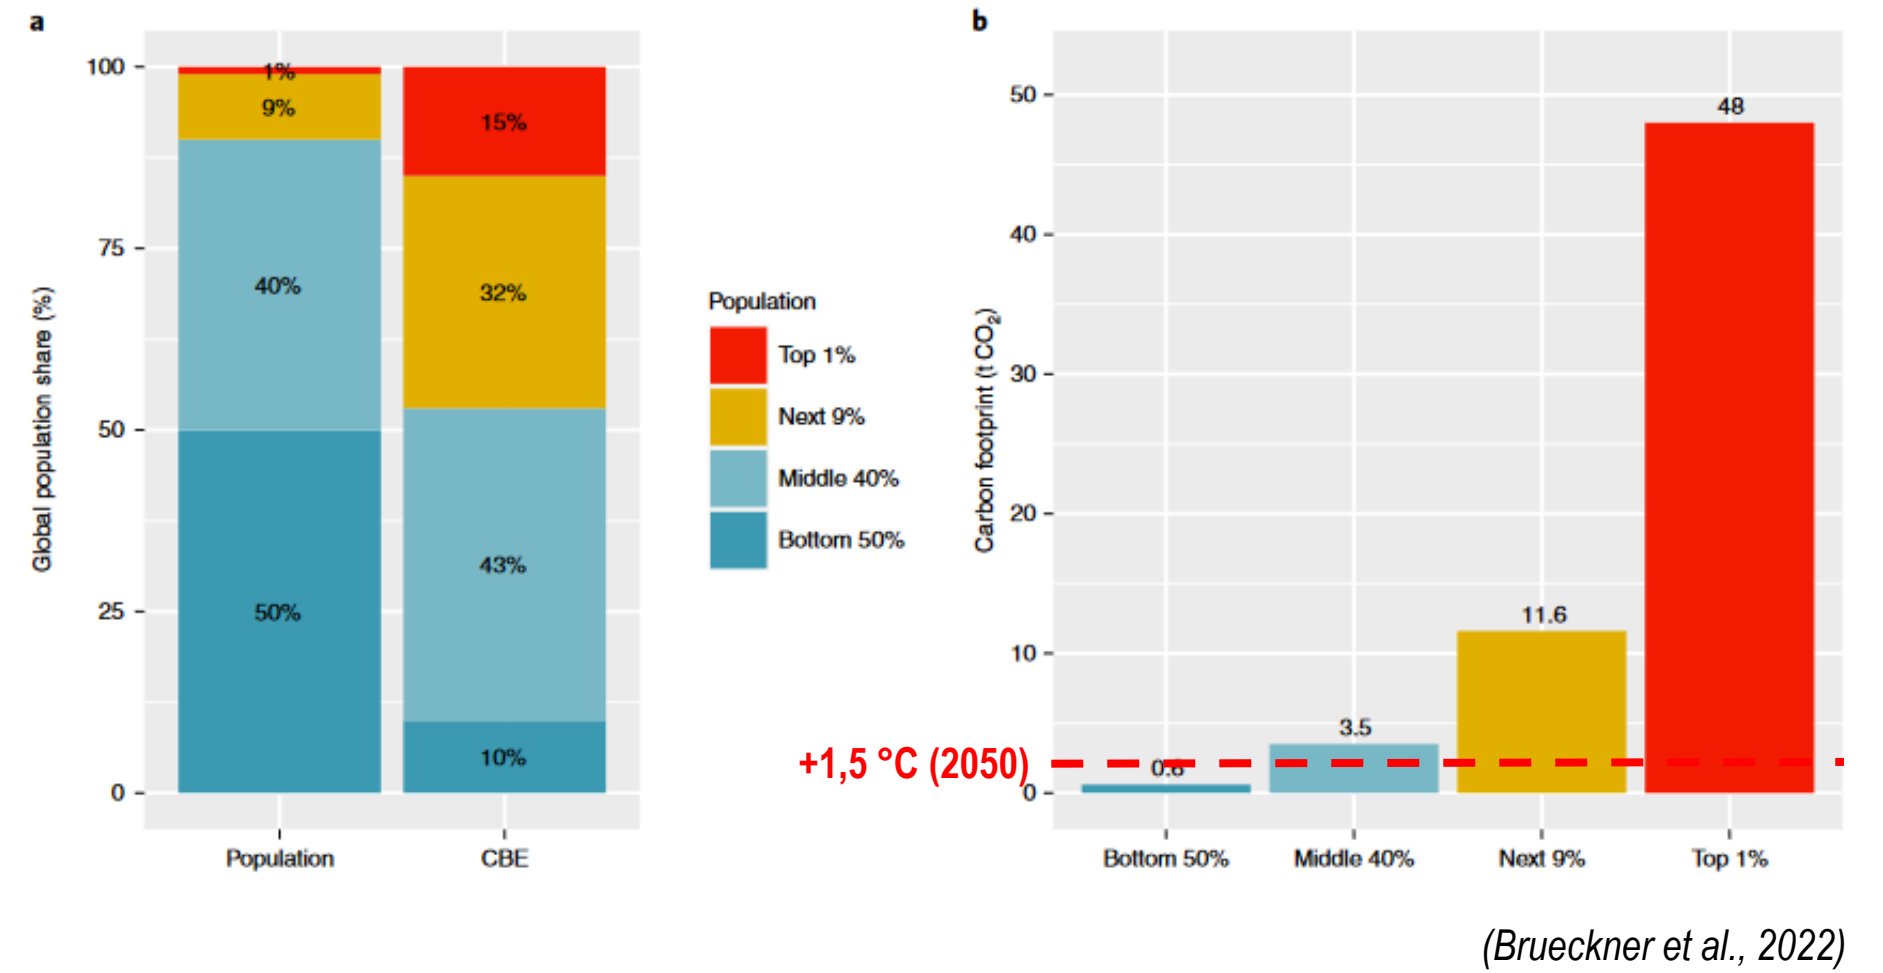 a
Global population share (%)
100
75
50
25
0
1%
9%
40%
50%
15%
32%
43%
10%
Population
CBE
Population
Top 1%
Next 9%
Middle 40%
Bottom 50%
b
Carbon footprint (t CO₂)
50
40
30
20
10
0
48
11.6
3.5
0.6
+1,5 °C (2050)
Bottom 50%
Middle 40%
Next 9%
Top 1%
(Brueckner et al., 2022)